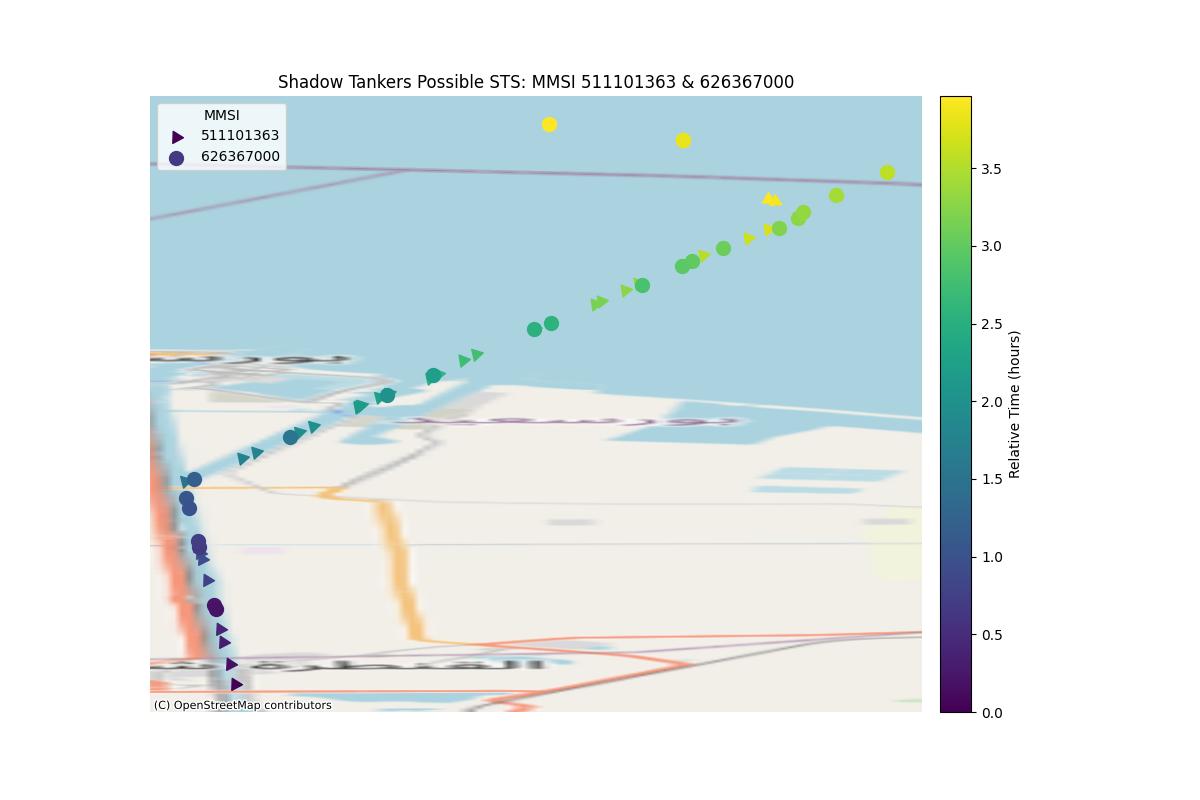 Shadow Tankers Possible STS: MMSI 511101363 & 626367000
MMSI
511101363
626367000
3.5
3.0
2.5
2.0
1.5
1.0
0.5
0.0
Relative Time (hours)
(C) OpenStreetMap contributors